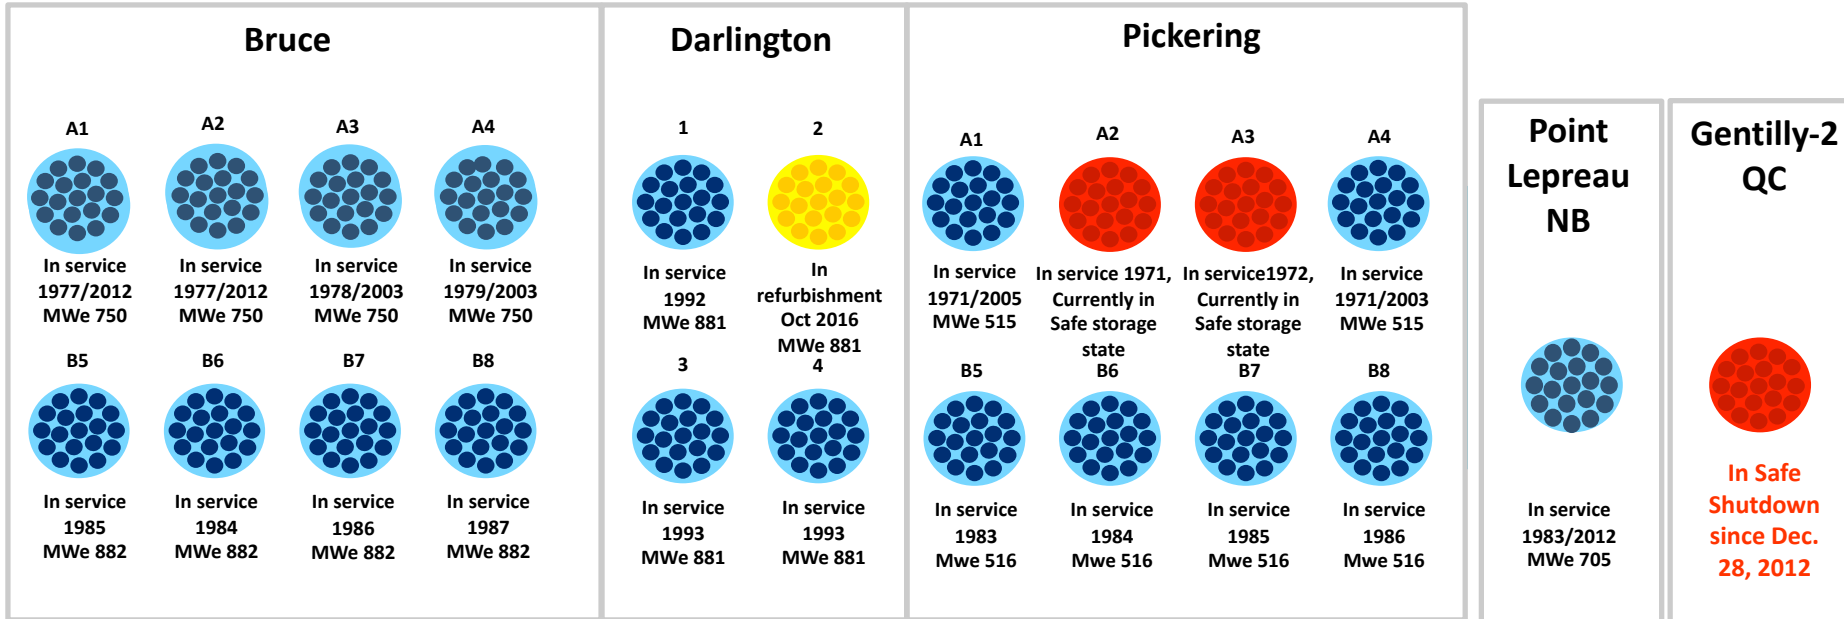 Bruce
A1
In service
1977/2012
MWe 750
A2
In service
1977/2012
MWe 750
A3
In service
1978/2003
MWe 750
A4
In service
1979/2003
MWe 750
B5
In service
1985
MWe 882
B6
In service
1984
MWe 882
B7
In service
1986
MWe 882
B8
In service
1987
MWe 882
Darlington
1
In service
1992
MWe 881
2
In
refurbishment
Oct 2016
MWe 881
3
In service
1993
MWe 881
4
In service
1993
MWe 881
Pickering
A1
In service
1971/2005
MWe 515
A2
In service 1971,
Currently in
Safe storage
state
A3
In service1972,
Currently in
Safe storage
state
A4
In service
1971/2003
MWe 515
B5
In service
1983
Mwe 516
B6
In service
1984
Mwe 516
B7
In service
1985
Mwe 516
B8
In service
1986
Mwe 516
Point
Lepreau
NB
In service
1983/2012
MWe 705
Gentilly-2
QC
In Safe
Shutdown
since Dec.
28, 2012